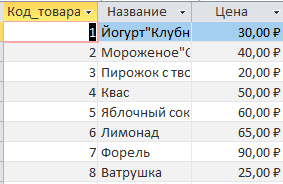 Код_товара Название Цена
1 Йогурт"Клубн 30,00 ₽
2 Мороженое"С 40,00 ₽
3 Пирожок с тво 20,00 ₽
4 Квас 50,00 ₽
5 Яблочный сок 60,00 ₽
6 Лимонад 65,00 ₽
7 Форель 90,00 ₽
8 Ватрушка 25,00 ₽